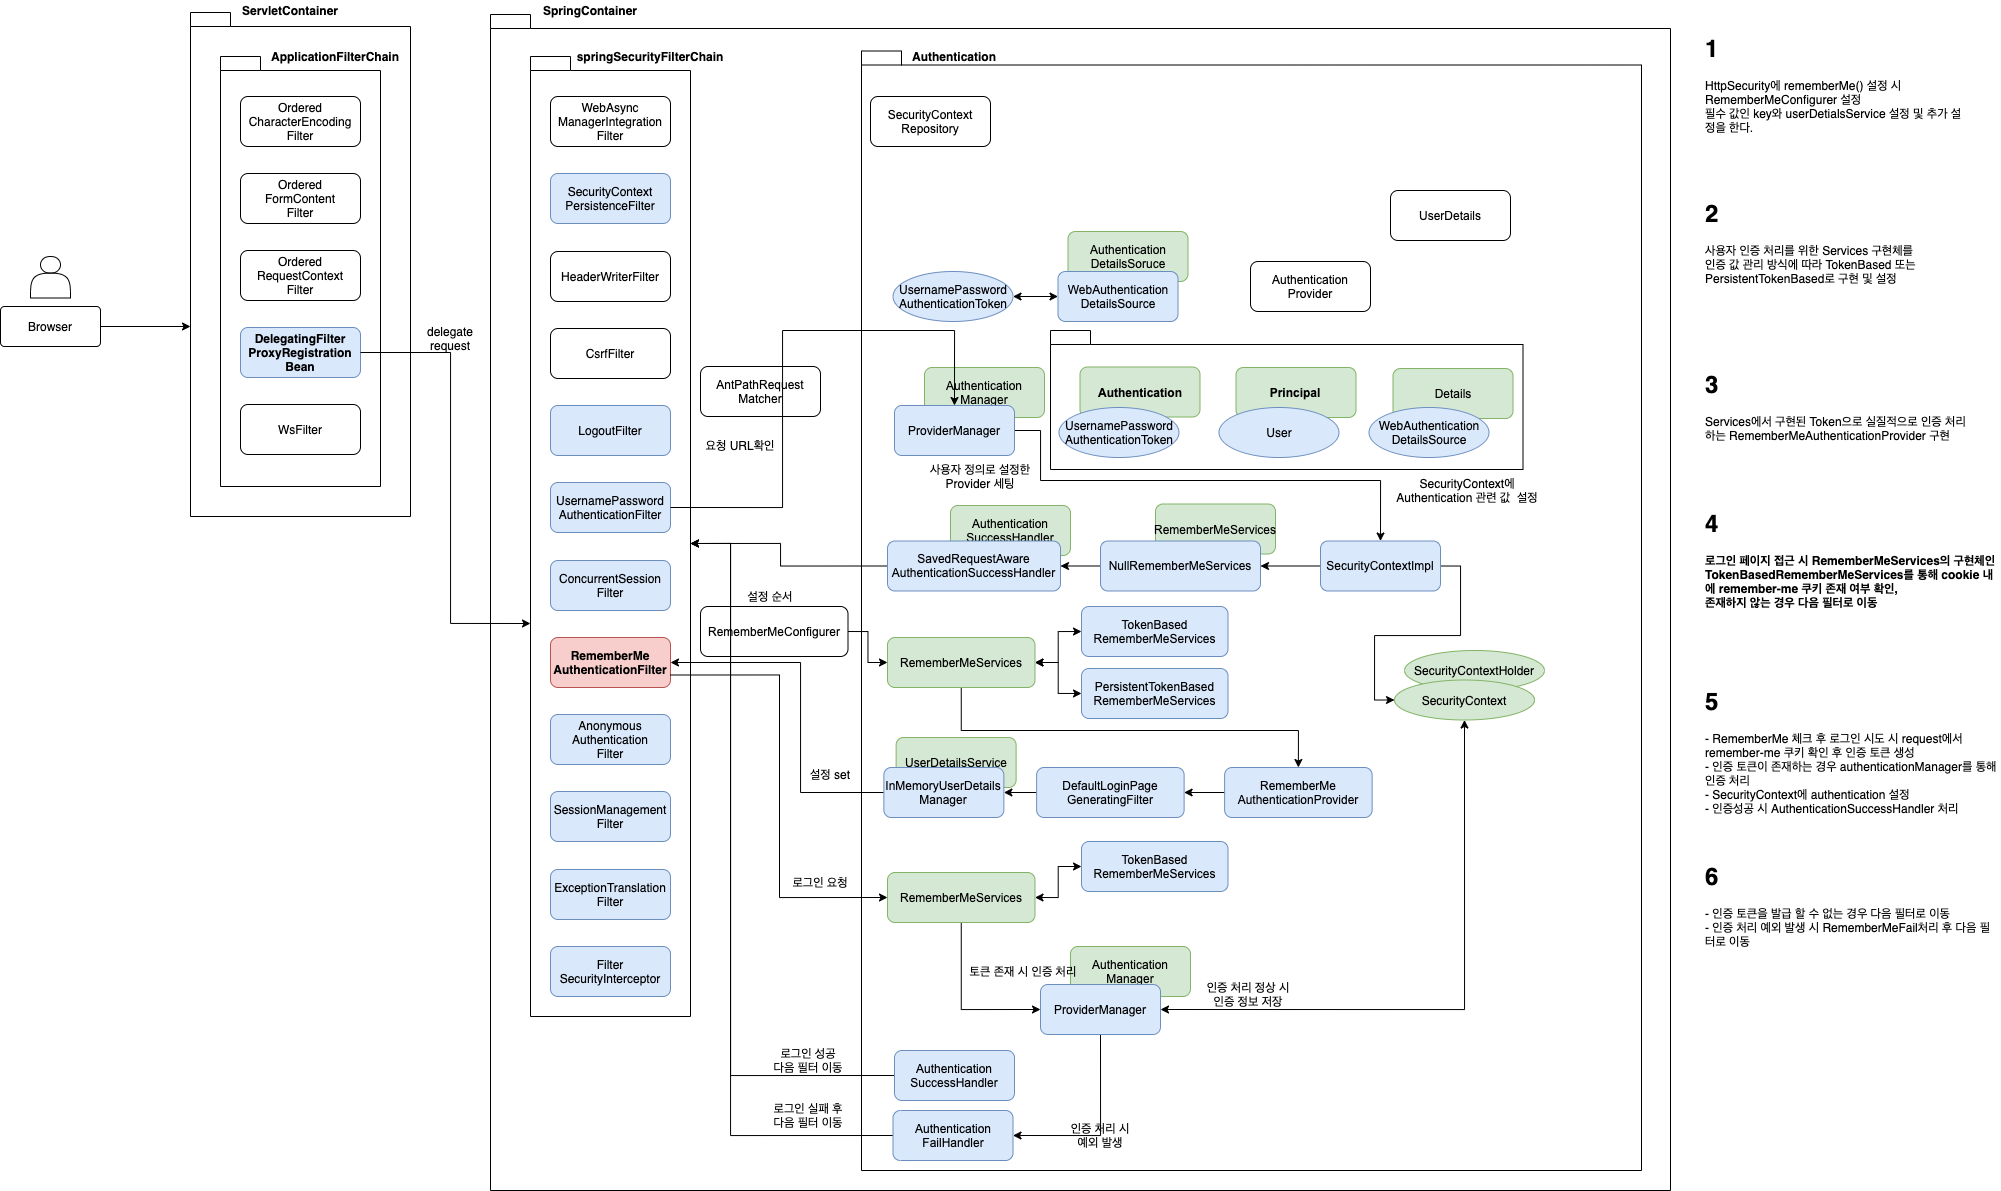 ServletContainer
ApplicationFilterChain
Ordered
CharacterEncoding
Filter
Ordered
FormContent
Filter
Ordered
RequestContext
Filter
DelegatingFilter
ProxyRegistration
Bean
WsFilter
Browser
delegate
request
SpringContainer
springSecurityFilterChain
WebAsync
ManagerIntegration
Filter
SecurityContext
PersistenceFilter
HeaderWriterFilter
CsrfFilter
LogoutFilter
UsernamePassword
AuthenticationFilter
ConcurrentSession
Filter
RememberMe
AuthenticationFilter
Anonymous
Authentication
Filter
SessionManagement
Filter
ExceptionTranslation
Filter
Filter
SecurityInterceptor
Authentication
SecurityContext
Repository
UserDetails
Authentication
DetailsSoruce
UsernamePassword
AuthenticationToken
WebAuthentication
DetailsSource
Authentication
Provider
AntPathRequest
Matcher
요청 URL확인
Authentication
Manager
ProviderManager
사용자 정의로 설정한
Provider 세팅
Authentication
UsernamePassword
AuthenticationToken
Principal
User
Details
WebAuthentication
DetailsSource
SecurityContext에
Authentication 관련 값 설정
Authentication
SuccessHandler
SavedRequestAware
AuthenticationSuccessHandler
RememberMeServices
NullRememberMeServices
SecurityContextImpl
설정 순서
RememberMeConfigurer
RememberMeServices
TokenBased
RememberMeServices
PersistentTokenBased
RememberMeServices
SecurityContextHolder
SecurityContext
설정 set
UserDetailsService
InMemoryUserDetails
Manager
DefaultLoginPage
GeneratingFilter
RememberMe
AuthenticationProvider
로그인 요청
RememberMeServices
TokenBased
RememberMeServices
토큰 존재 시 인증 처리
Authentication
Manager
ProviderManager
인증 처리 정상 시
인증 정보 저장
로그인 성공
다음 필터 이동
Authentication
SuccessHandler
로그인 실패 후
다음 필터 이동
Authentication
FailHandler
인증 처리 시
예외 발생
1
HttpSecurity에 rememberMe() 설정 시
RememberMeConfigurer 설정
필수 값인 key와 userDetialsService 설정 및 추가 설
정을 한다.
2
사용자 인증 처리를 위한 Services 구현체를
인증 값 관리 방식에 따라 TokenBased 또는
PersistentTokenBased로 구현 및 설정
3
Services에서 구현된 Token으로 실질적으로 인증 처리
하는 RememberMeAuthenticationProvider 구현
4
로그인 페이지 접근 시 RememberMeServices의 구현체인
TokenBasedRememberMeServices를 통해 cookie 내
에 remember-me 쿠키 존재 여부 확인,
존재하지 않는 경우 다음 필터로 이동
5
- RememberMe 체크 후 로그인 시도 시 request에서
remember-me 쿠키 확인 후 인증 토큰 생성
- 인증 토큰이 존재하는 경우 authenticationManager를 통해
인증 처리
- SecurityContext에 authentication 설정
- 인증성공 시 AuthenticationSuccessHandler 처리
6
- 인증 토큰을 발급 할 수 없는 경우 다음 필터로 이동
- 인증 처리 예외 발생 시 RememberMeFail처리 후 다음 필
터로 이동